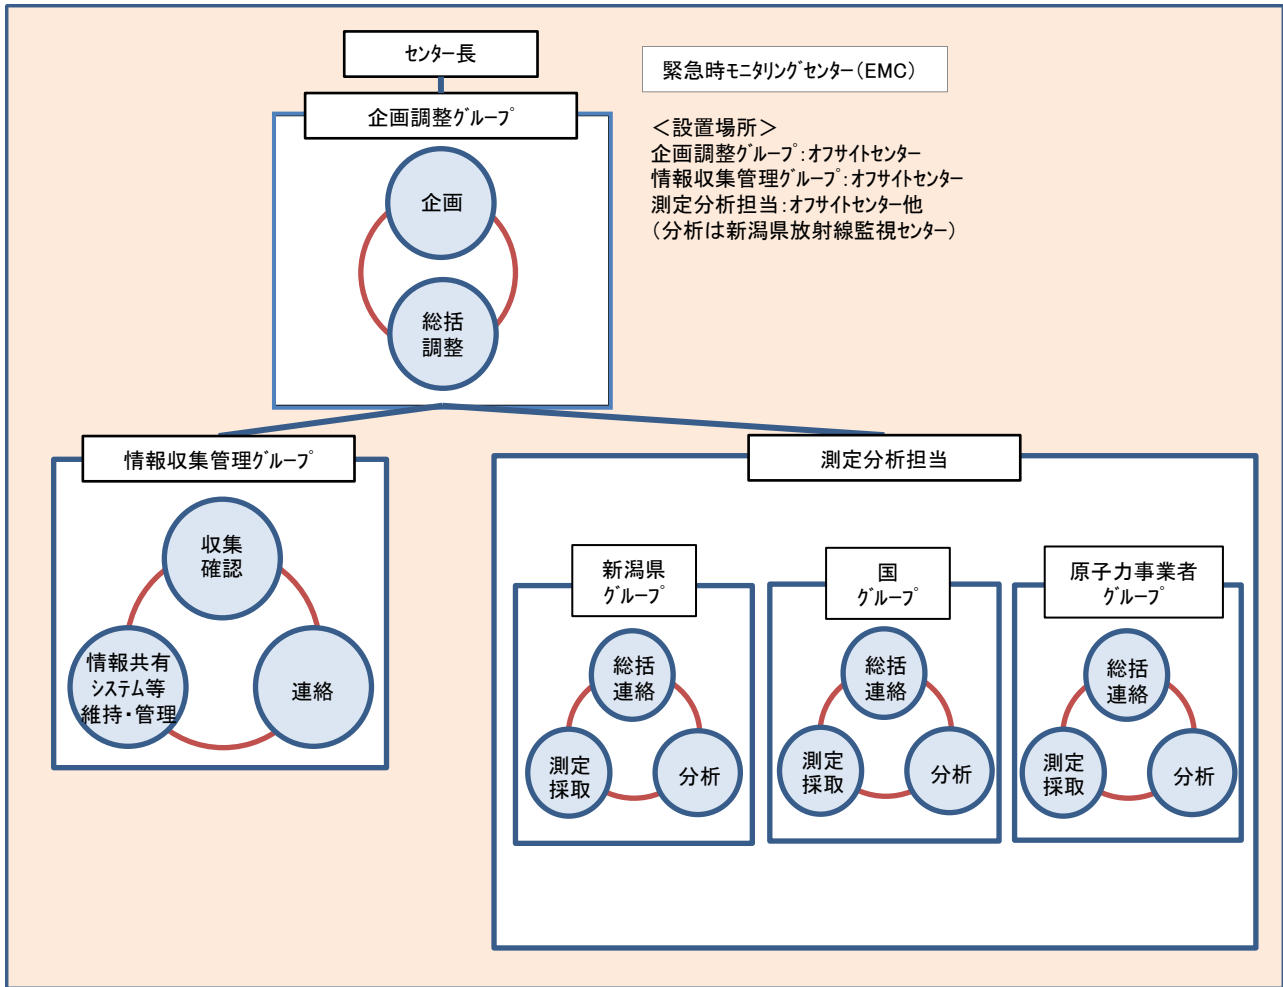 センター長
緊急時ﾓﾆﾀﾘﾝｸﾞｾﾝﾀｰ(EMC)
企画調整ｸﾞﾙｰﾌﾟ
＜設置場所＞
企画調整ｸﾞﾙｰﾌﾟ:ｵﾌｻｲﾄｾﾝﾀｰ
情報収集管理ｸﾞﾙｰﾌﾟ:ｵﾌｻｲﾄｾﾝﾀｰ
測定分析担当:ｵﾌｻｲﾄｾﾝﾀｰ他
(分析は新潟県放射線監視ｾﾝﾀｰ)
企画
総括
調整
情報収集管理ｸﾞﾙｰﾌﾟ
収集
確認
情報共有
ｼｽﾃﾑ等
維持・管理
連絡
測定分析担当
新潟県
ｸﾞﾙｰﾌﾟ
総括
連絡
測定
採取
分析
国
ｸﾞﾙｰﾌﾟ
総括
連絡
測定
採取
分析
原子力事業者
ｸﾞﾙｰﾌﾟ
総括
連絡
測定
採取
分析